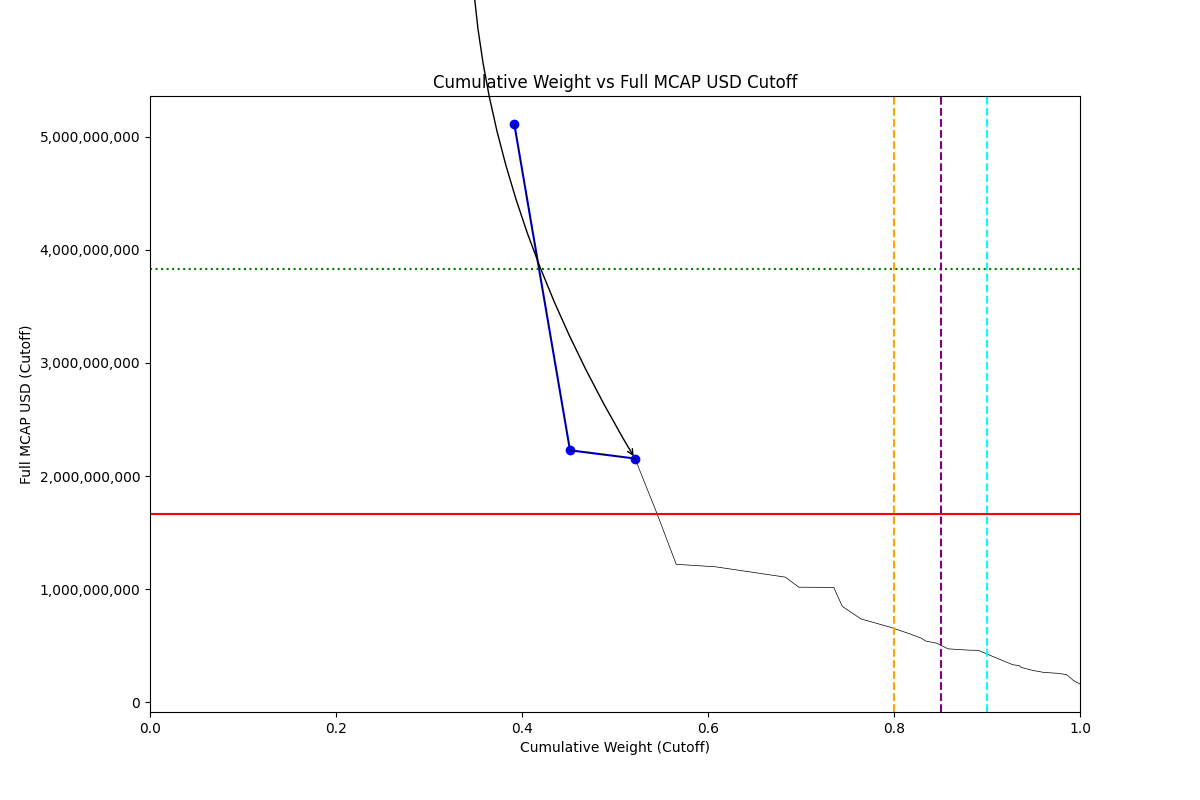 Cumulative Weight vs Full MCAP USD Cutoff
Full MCAP USD (Cutoff)
5,000,000,000
4,000,000,000
3,000,000,000
2,000,000,000
1,000,000,000
0
0.0 0.2 0.4 0.6 0.8 1.0
Cumulative Weight (Cutoff)